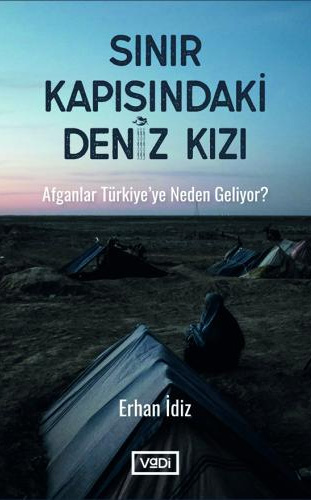 SINIR
KAPISINDAKİ
DENİZ KIZI
Afganlar Türkiye'ye Neden Geliyor?
Erhan İdiz
VaDi